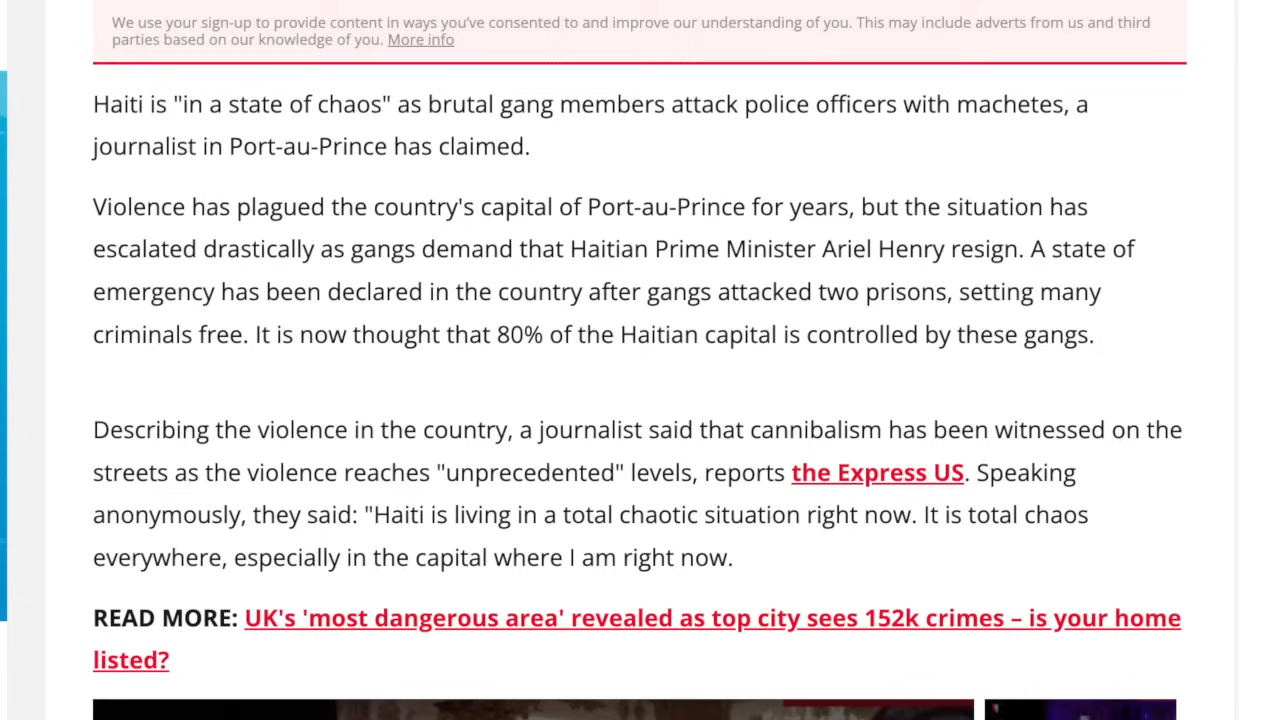 We use your sign-up to provide content in ways you’ve consented to and improve our understanding of you. This may include adverts from us and third
parties based on our knowledge of you. More info
Haiti is "in a state of chaos" as brutal gang members attack police officers with machetes, a
journalist in Port-au-Prince has claimed.
Violence has plagued the country's capital of Port-au-Prince for years, but the situation has
escalated drastically as gangs demand that Haitian Prime Minister Ariel Henry resign. A state of
emergency has been declared in the country after gangs attacked two prisons, setting many
criminals free. It is now thought that 80% of the Haitian capital is controlled by these gangs.
Describing the violence in the country, a journalist said that cannibalism has been witnessed on the
streets as the violence reaches "unprecedented" levels, reports the Express US. Speaking
anonymously, they said: "Haiti is living in a total chaotic situation right now. It is total chaos
everywhere, especially in the capital where I am right now.
READ MORE: UK's 'most dangerous area' revealed as top city sees 152k crimes – is your home
listed?